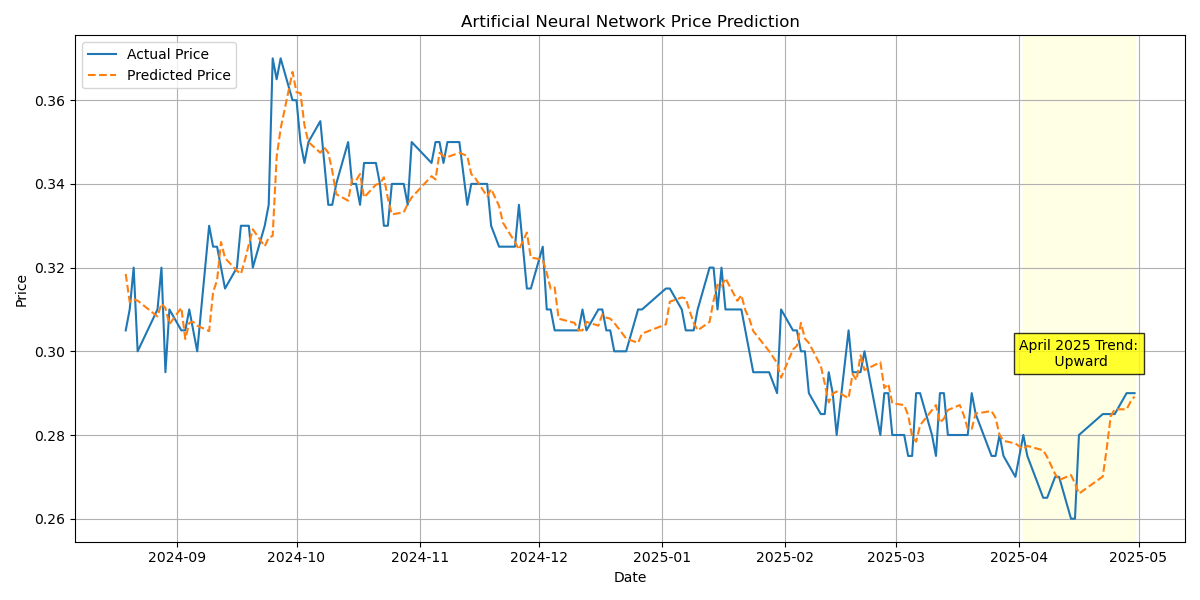 Artificial Neural Network Price Prediction
Actual Price
Predicted Price
0.36
0.34
0.32
0.30
0.28
0.26
Price
April 2025 Trend:
Upward
2024-09
2024-10
2024-11
2024-12
2025-01
2025-02
2025-03
2025-04
2025-05
Date